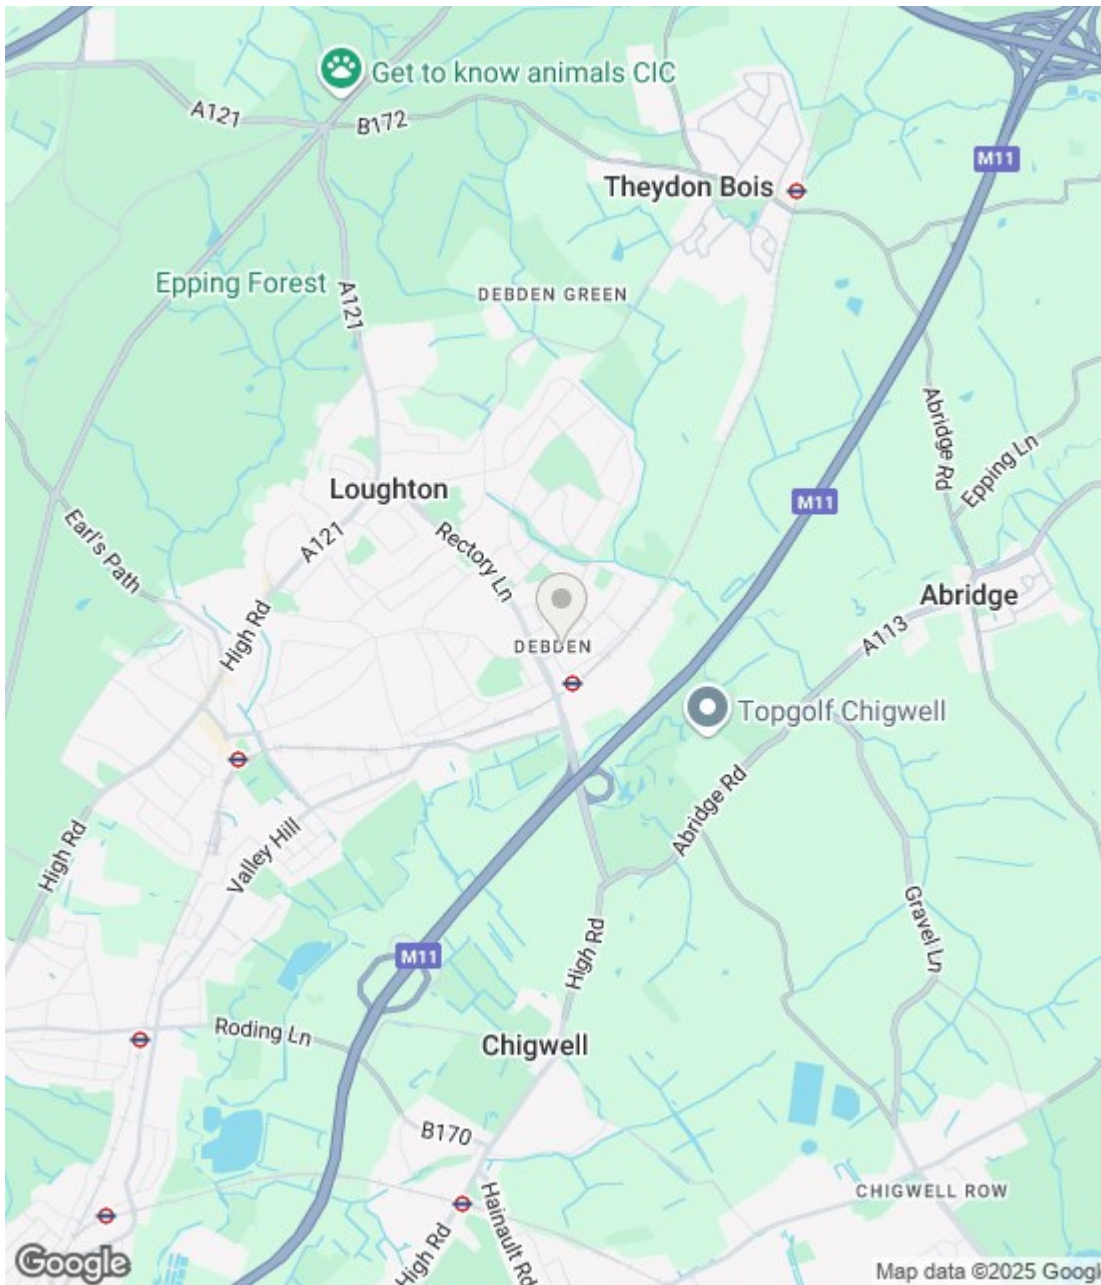 Get to know animals CIC
A121
B172
M11
Theydon Bois
Epping Forest
A121
DEBDEN GREEN
Abridge Rd
Epping Ln
Loughton
M11
A121
Rectory Ln
Earl's Path
Abridge
High Rd
DEBDEN
A113
Topgolf Chigwell
Abridge Rd
High Rd
Valley Hill
Gravel Ln
High Rd
M11
Roding Ln
Chigwell
B170
CHIGWELL ROW
Hainault Rd
High Rd
Google
Map data ©2025 Googl